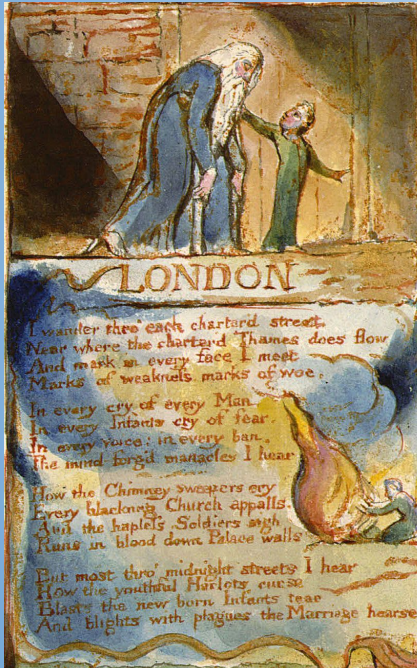 LONDON
I wander thro' each charter'd street,
Near where the charter'd Thames does flow
And mark in every face I meet
Marks of weakness, marks of woe.
In every cry of every Man,
In every Infants cry of fear,
In every voice; in every ban,
The mind-forg'd manacles I hear
How the Chimney-sweepers cry
Every blackning Church appalls,
And the hapless Soldiers sigh
Runs in blood down Palace walls
But most thro' midnight streets I hear
How the youthful Harlots curse
Blasts the new-born Infants tear
And blights with plagues the Marriage hearse